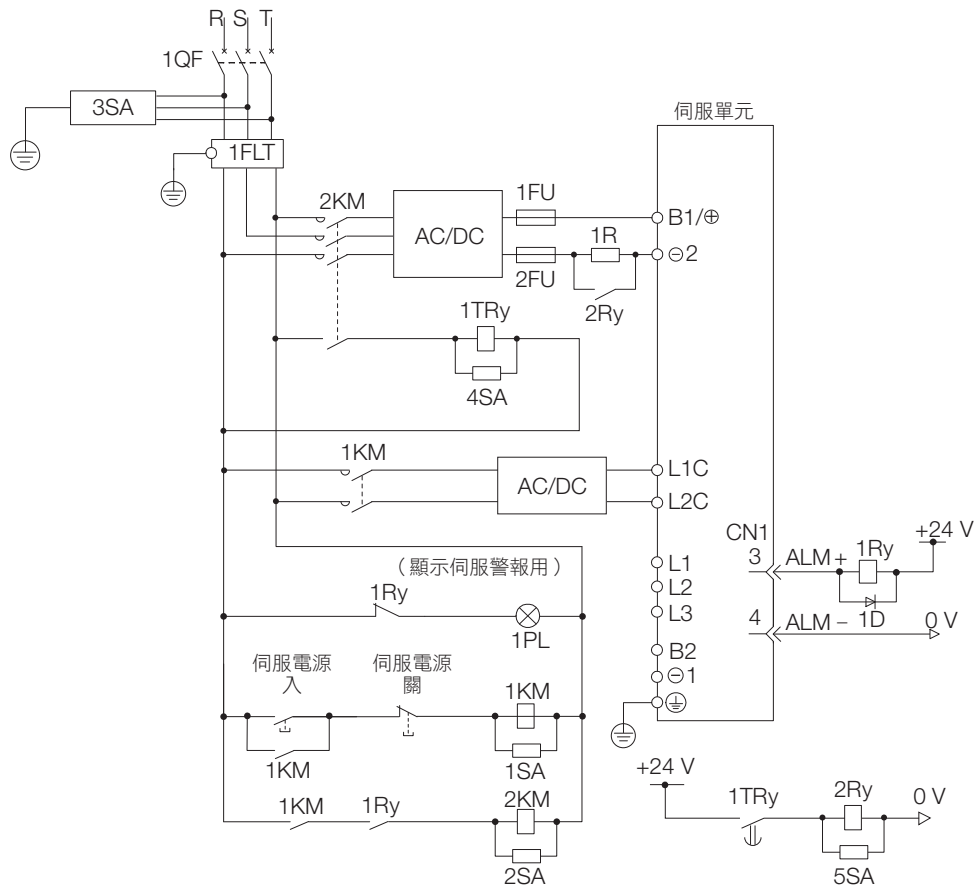 R S T
1QF
3SA
1FLT
伺服單元
2KM
AC/DC
1FU
B1/⊕
1R
⊖2
2FU
2Ry
1TRy
4SA
1KM
AC/DC
L1C
L2C
CN1
+24 V
3
ALM+
1Ry
1D
4
ALM−
0 V
L1
L2
L3
B2
⊖1
（顯示伺服警報用）
1Ry
1PL
伺服電源
入
伺服電源
關
1KM
1KM
1SA
1KM
1Ry
2KM
2SA
+24 V
1TRy
2Ry
0 V
5SA